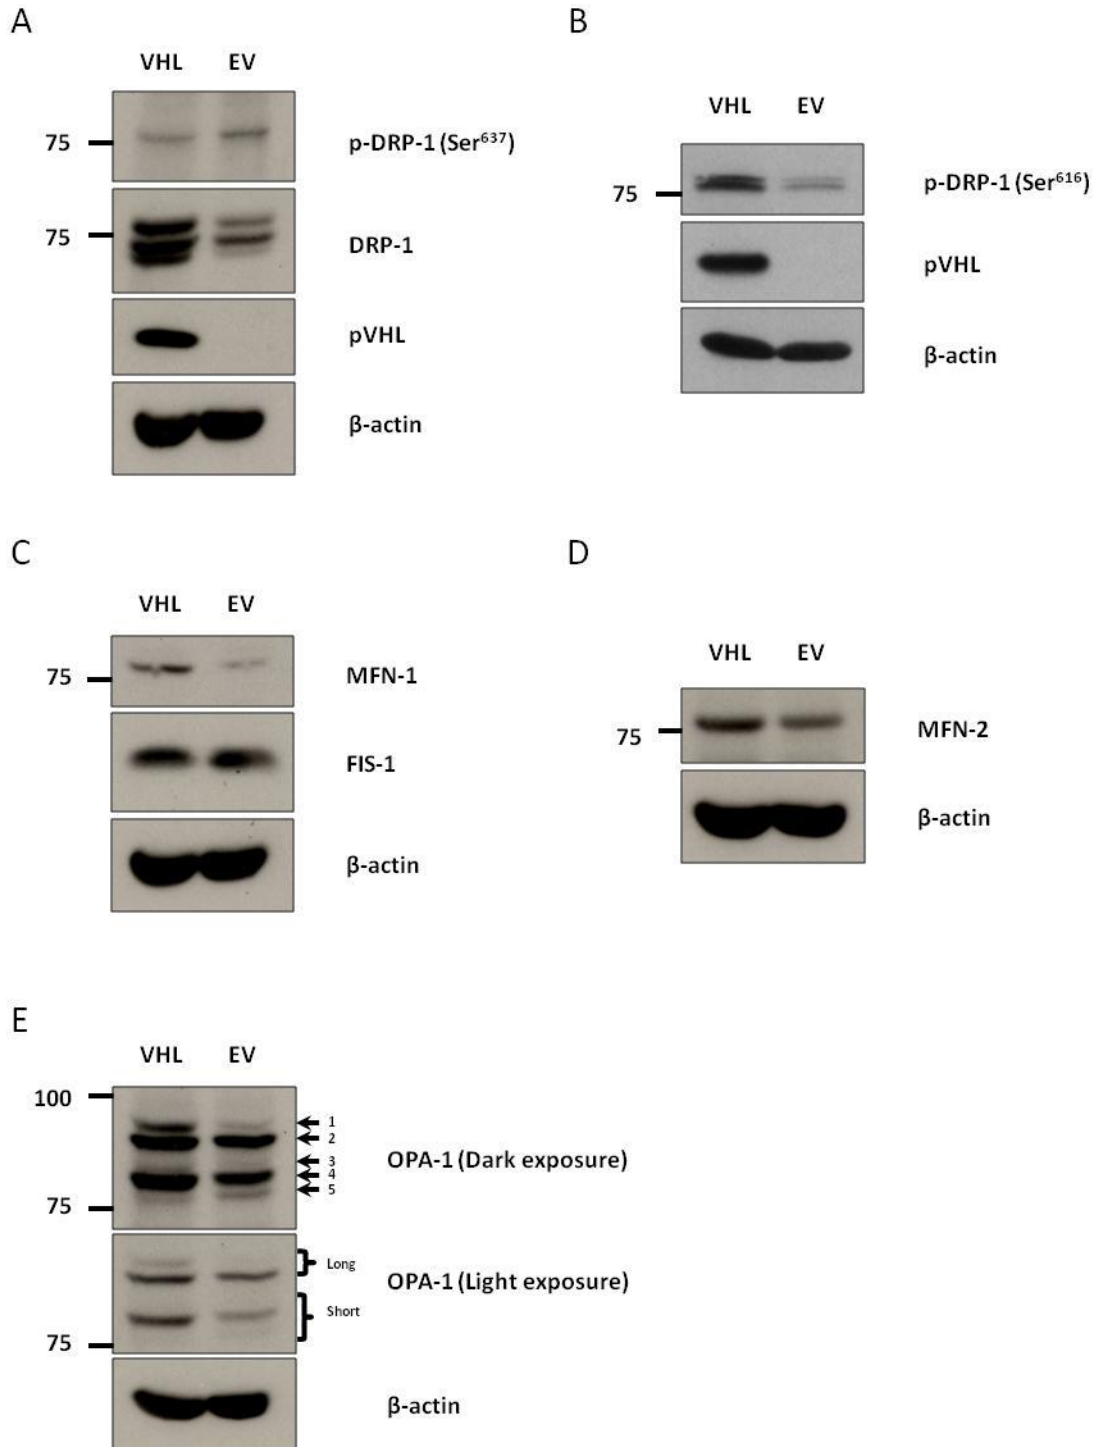 A
VHL EV
75 p-DRP-1 (Ser637)
75 DRP-1
pVHL
β-actin
B
VHL EV
75 p-DRP-1 (Ser616)
pVHL
β-actin
C
VHL EV
75 MFN-1
FIS-1
β-actin
D
VHL EV
75 MFN-2
β-actin
E
VHL EV
100
1
2
3
4
5
OPA-1 (Dark exposure)
75
Long
OPA-1 (Light exposure)
Short
75
β-actin